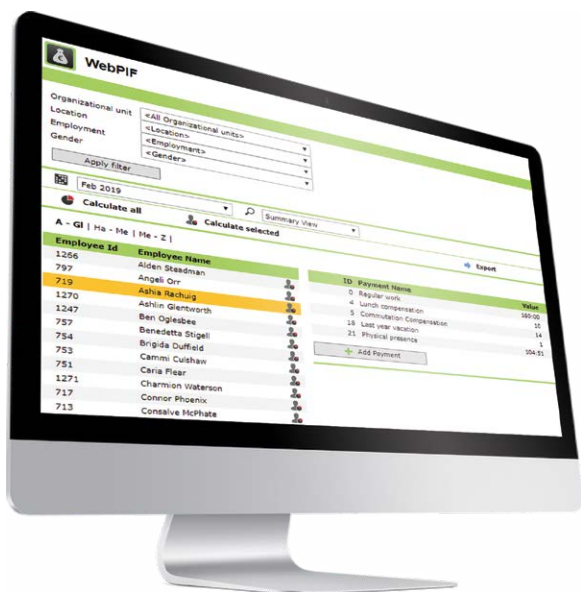 WebPIF
Organizational unit <All Organizational units>
Location <Location>
Employment <Employment>
Gender <Gender>
Apply filter
Feb 2019 Summary View
Calculate all Calculate selected
Export
A - Gl | Ha - Me | Me - Z |
Employee Id Employee Name
1266 Alden Steadman
797 Angeli Orr
719 Ashia Rachuig
1270 Ashlin Glentworth
1247 Ben Oglesbee
757 Benedetta Stigell
754 Brigida Duffield
753 Cammi Culshaw
751 Caria Flear
1271 Charmion Waterson
717 Connor Phoenix
713 Consalve McPhate
ID Payment Name Value
0 Regular work 160:00
4 Lunch compensation 10
5 Commutation Compensation 14
18 Last year vacation 1
21 Physical presence 104:51
+ Add Payment